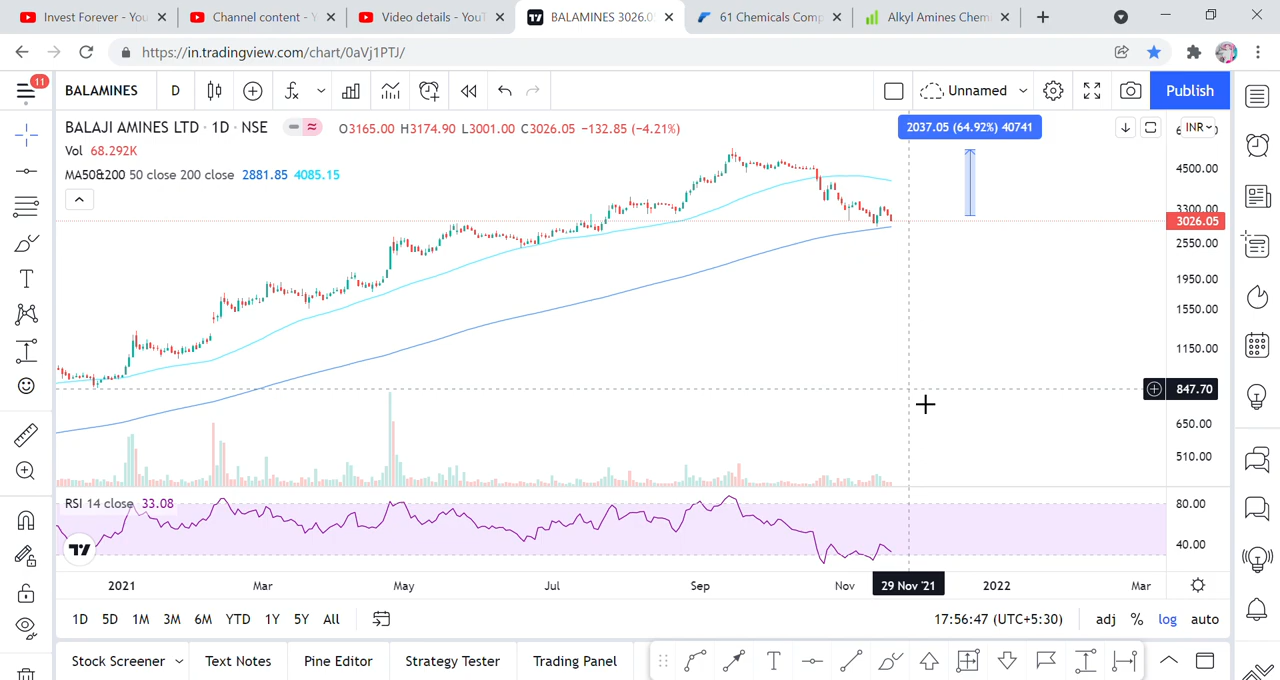 Invest Forever - You
Channel content - Y
Video details - YouT
BALAMINES 3026.0
61 Chemicals Comp
Alkyl Amines Chem
https://in.tradingview.com/chart/0aVj1PTJ/
11
BALAMINES
D
Unnamed
Publish
BALAJI AMINES LTD · 1D · NSE
O3165.00 H3174.90 L3001.00 C3026.05 −132.85 (−4.21%)
2037.05 (64.92%) 40741
INR
Vol 68.292K
MA50&200 50 close 200 close 2881.85 4085.15
4500.00
3300.00
3026.05
2550.00
1950.00
1550.00
1150.00
847.70
650.00
510.00
RSI 14 close 33.08
80.00
40.00
2021
Mar
May
Jul
Sep
Nov
29 Nov '21
2022
Mar
1D 5D 1M 3M 6M YTD 1Y 5Y All
17:56:47 (UTC+5:30)
adj % log auto
Stock Screener
Text Notes
Pine Editor
Strategy Tester
Trading Panel